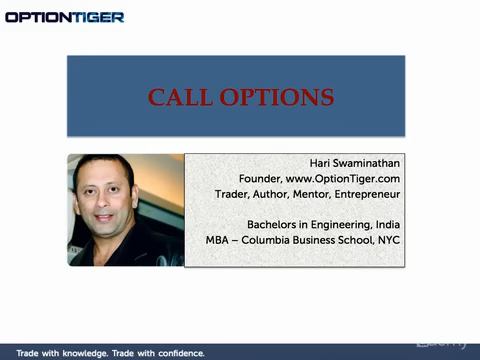 OPTIONTIGER
CALL OPTIONS
Hari Swaminathan
Founder, www.OptionTiger.com
Trader, Author, Mentor, Entrepreneur
Bachelors in Engineering, India
MBA – Columbia Business School, NYC
Trade with knowledge. Trade with confidence.